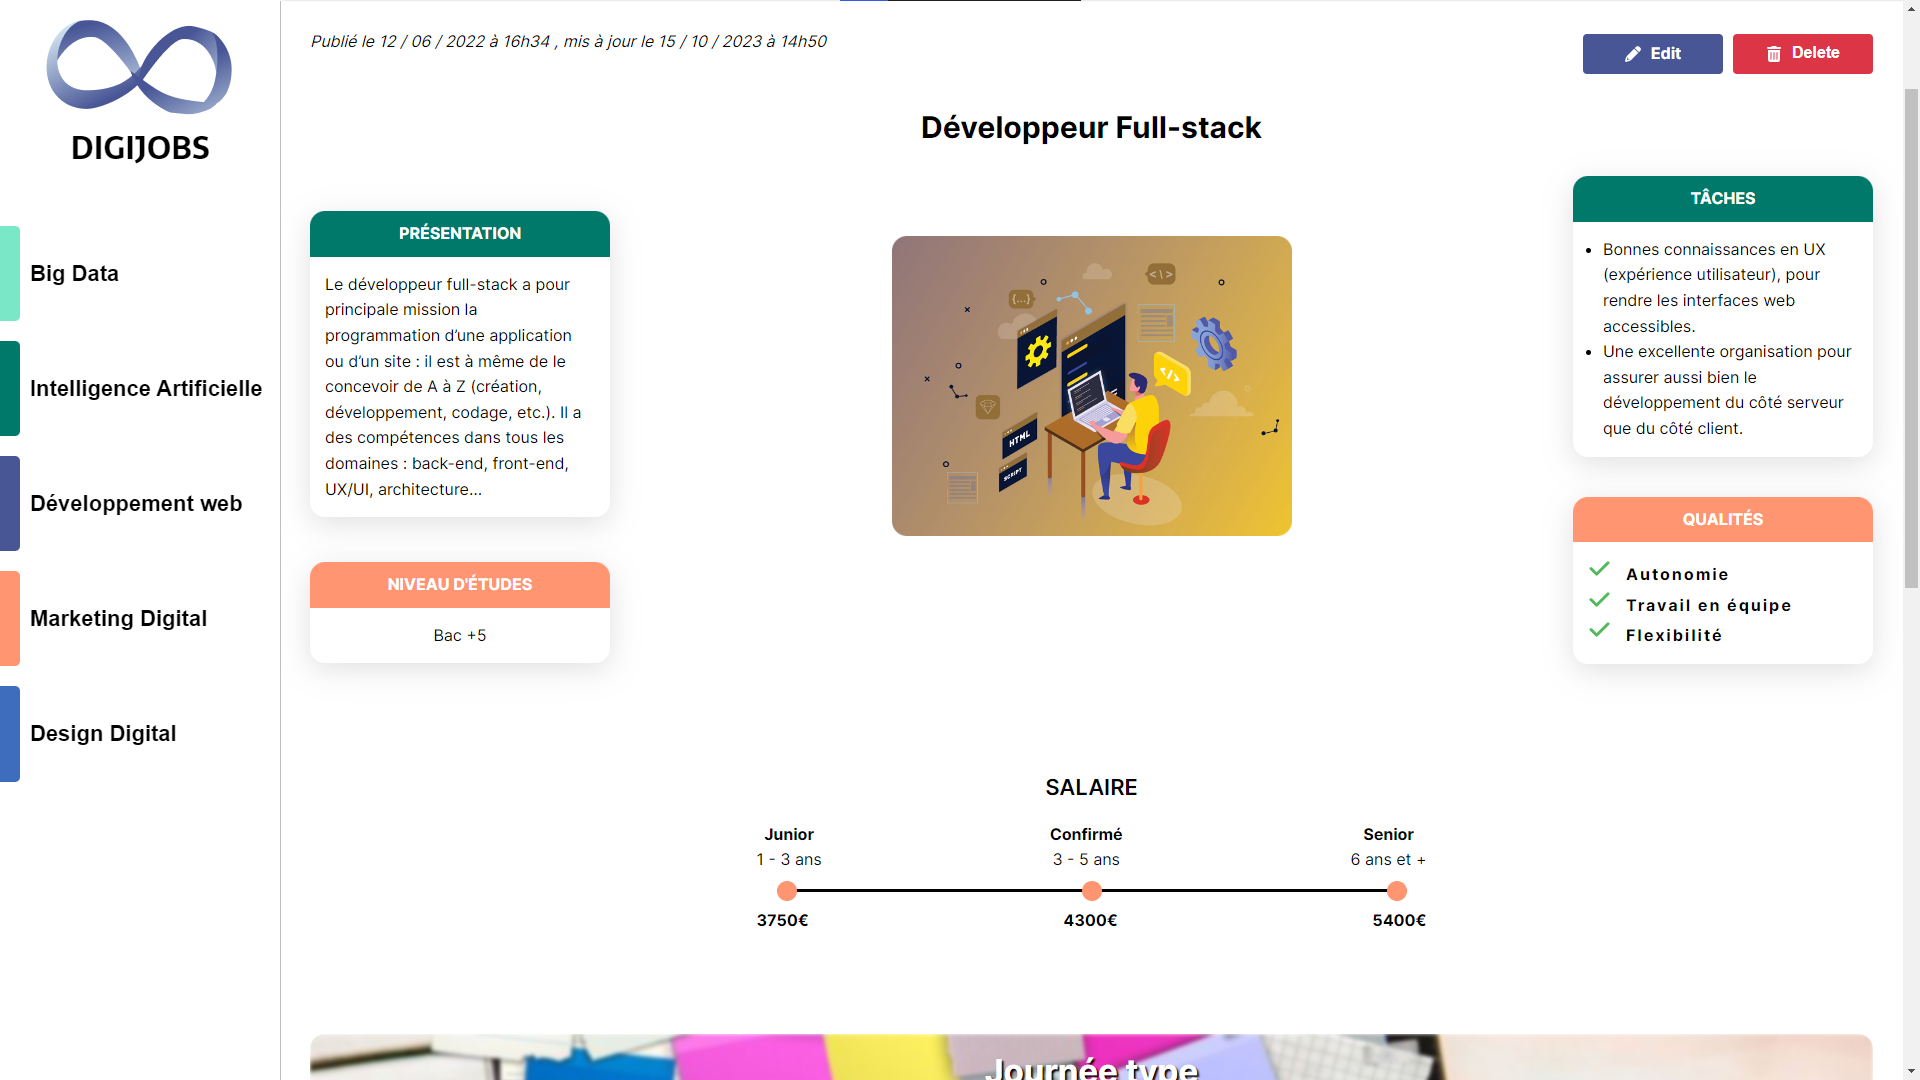 DIGIJOBS
Big Data
Intelligence Artificielle
Développement web
Marketing Digital
Design Digital
Publié le 12 / 06 / 2022 à 16h34 , mis à jour le 15 / 10 / 2023 à 14h50
Edit
Delete
Développeur Full-stack
PRÉSENTATION
Le développeur full-stack a pour
principale mission la
programmation d’une application
ou d’un site : il est à même de le
concevoir de A à Z (création,
développement, codage, etc.). Il a
des compétences dans tous les
domaines : back-end, front-end,
UX/UI, architecture…
NIVEAU D'ÉTUDES
Bac +5
{...}
</>
</>
HTML
SCRIPT
TÂCHES
• Bonnes connaissances en UX
(expérience utilisateur), pour
rendre les interfaces web
accessibles.
• Une excellente organisation pour
assurer aussi bien le
développement du côté serveur
que du côté client.
QUALITÉS
Autonomie
Travail en équipe
Flexibilité
SALAIRE
Junior
1 - 3 ans
3750€
Confirmé
3 - 5 ans
4300€
Senior
6 ans et +
5400€
Journée type